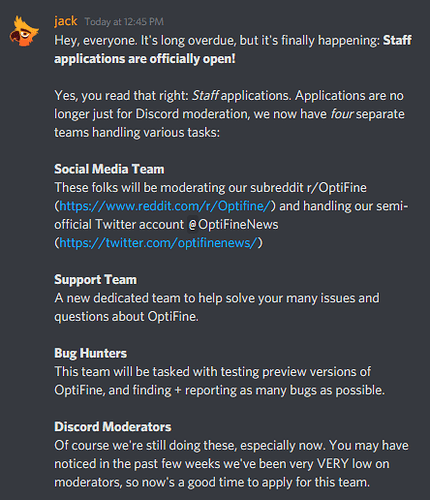 jack Today at 12:45 PM
Hey, everyone. It's long overdue, but it's finally happening: Staff
applications are officially open!
Yes, you read that right: Staff applications. Applications are no
longer just for Discord moderation, we now have four separate
teams handling various tasks:
Social Media Team
These folks will be moderating our subreddit r/OptiFine
(https://www.reddit.com/r/Optifine/) and handling our semi-
official Twitter account @OptiFineNews
(https://twitter.com/optifinenews/)
Support Team
A new dedicated team to help solve your many issues and
questions about OptiFine.
Bug Hunters
This team will be tasked with testing preview versions of
OptiFine, and finding + reporting as many bugs as possible.
Discord Moderators
Of course we're still doing these, especially now. You may have
noticed in the past few weeks we've been very VERY low on
moderators, so now's a good time to apply for this team.